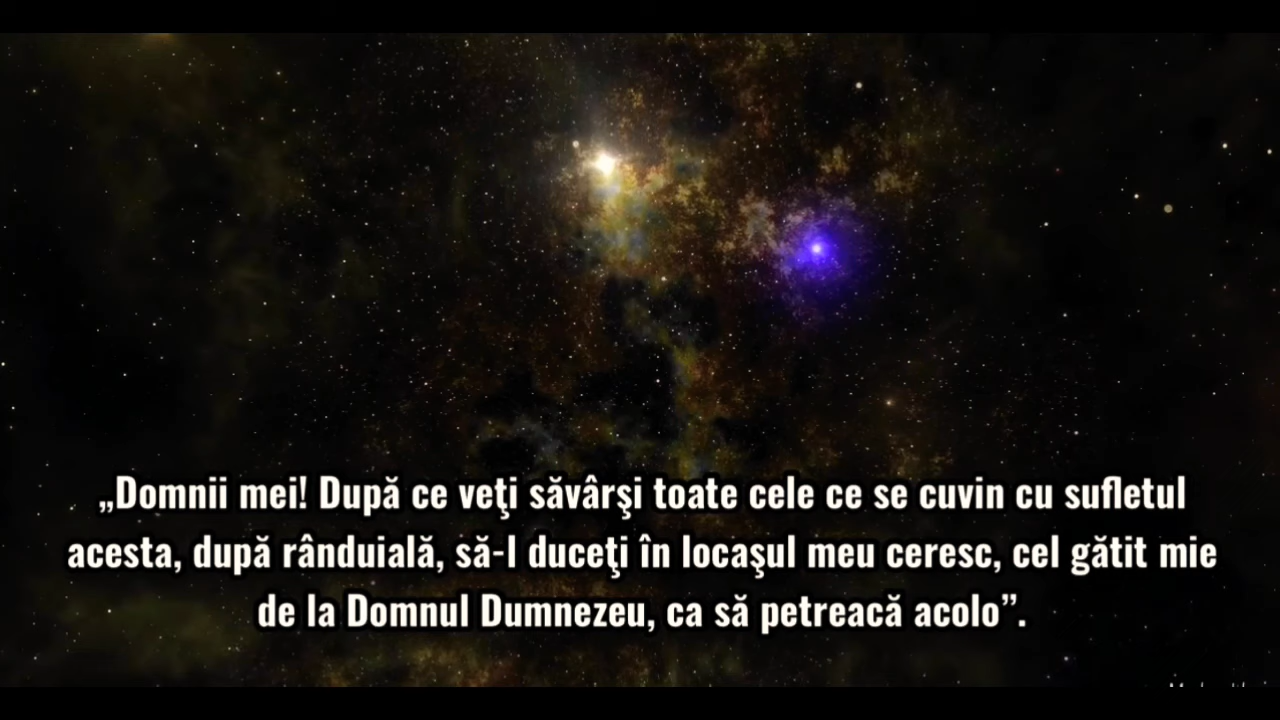 „Domnii mei! După ce veţi săvârşi toate cele ce se cuvin cu sufletul
acesta, după rânduială, să-l duceţi în locaşul meu ceresc, cel gătit mie
de la Domnul Dumnezeu, ca să petreacă acolo”.